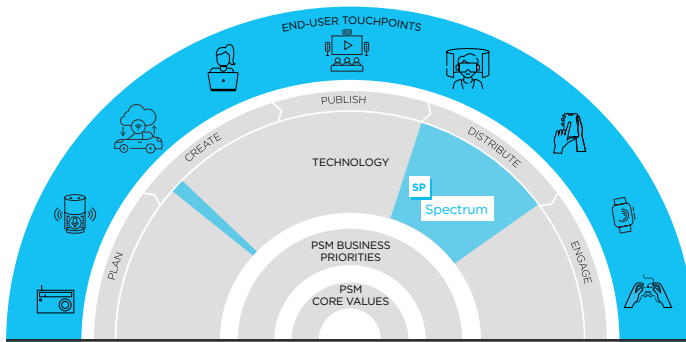 END-USER TOUCHPOINTS
PLAN
CREATE
PUBLISH
DISTRIBUTE
ENGAGE
TECHNOLOGY
SP
Spectrum
PSM BUSINESS
PRIORITIES
PSM
CORE VALUES